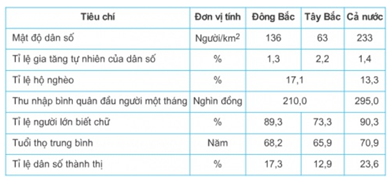 Tiêu chí Đơn vị tính Đông Bắc Tây Bắc Cả nước
Mật độ dân số Người/km² 136 63 233
Tỉ lệ gia tăng tự nhiên của dân số % 1,3 2,2 1,4
Tỉ lệ hộ nghèo % 17,1 13,3
Thu nhập bình quân đầu người một tháng Nghìn đồng 210,0 295,0
Tỉ lệ người lớn biết chữ % 89,3 73,3 90,3
Tuổi thọ trung bình Năm 68,2 65,9 70,9
Tỉ lệ dân số thành thị % 17,3 12,9 23,6